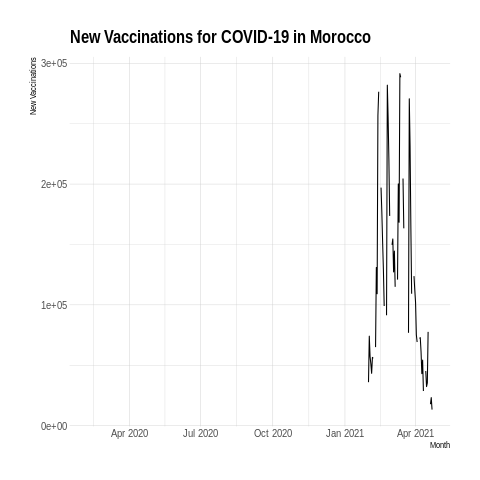 New Vaccinations for COVID-19 in Morocco
New Vaccinations
3e+05
2e+05
1e+05
0e+00
Apr 2020 Jul 2020 Oct 2020 Jan 2021 Apr 2021
Month